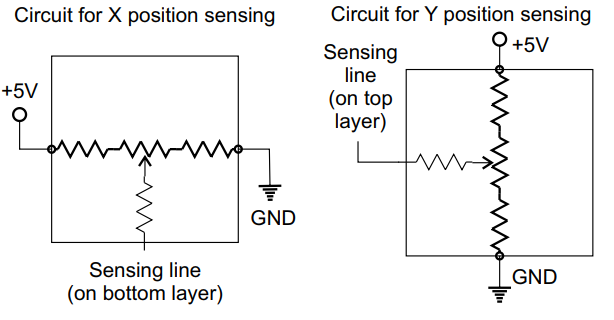 Circuit for X position sensing
+5V
GND
Sensing line
(on bottom layer)
Circuit for Y position sensing
+5V
Sensing
line
(on top
layer)
GND